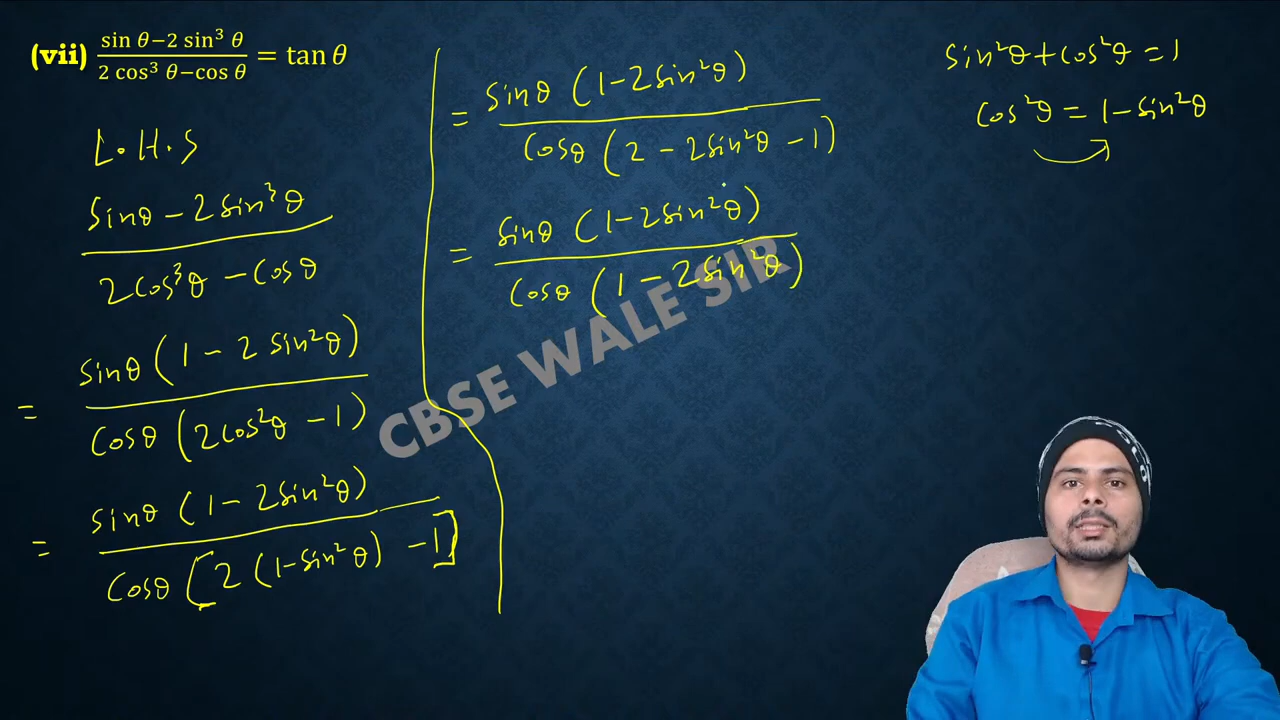 (vii) (sin θ−2 sin³ θ)/(2 cos³ θ−cos θ) = tan θ
L.H.S
(sinθ − 2 sin³θ)/(2cos³θ − cosθ)
= sinθ (1 − 2 sin²θ)/cosθ (2cos²θ − 1)
= sinθ (1 − 2sin²θ)/cosθ [2 (1−sin²θ) − 1]
= sinθ (1−2sin²θ)/cosθ (2 − 2sin²θ − 1)
= sinθ (1−2sin²θ)/cosθ (1 − 2sin²θ)
sin²θ + cos²θ = 1
cos²θ = 1 − sin²θ
CBSE WALE SIR